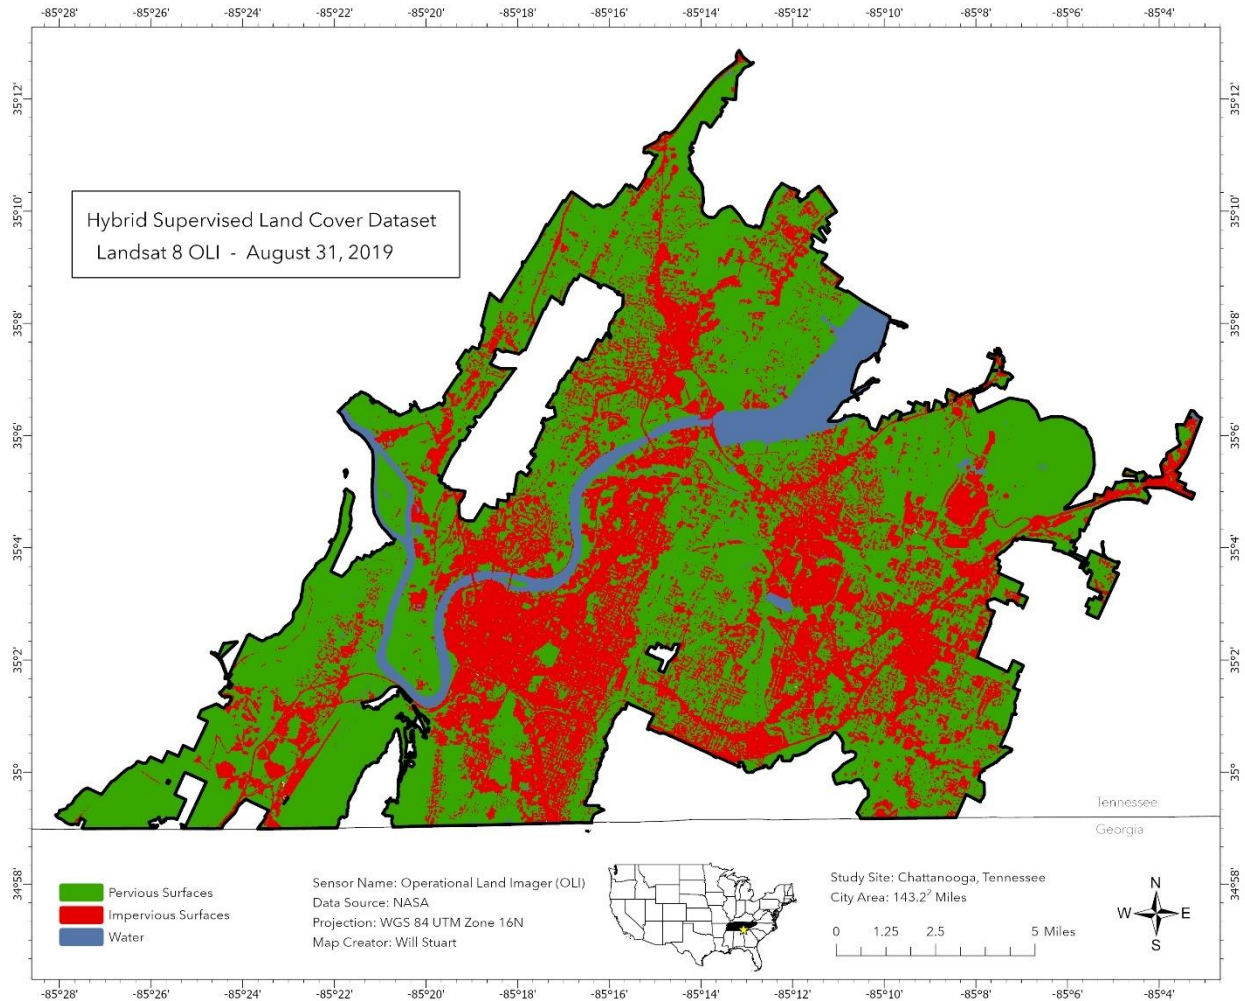 -85°28' -85°26' -85°24' -85°22' -85°20' -85°18' -85°16' -85°14' -85°12' -85°10' -85°8' -85°6' -85°4'
35°12' 35°12'
Hybrid Supervised Land Cover Dataset
Landsat 8 OLI - August 31, 2019
35°10' 35°10'
35°8' 35°8'
35°6' 35°6'
35°4' 35°4'
35°2' 35°2'
35° 35°
Tennessee
Georgia
34°58' 34°58'
Pervious Surfaces
Impervious Surfaces
Water
Sensor Name: Operational Land Imager (OLI)
Data Source: NASA
Projection: WGS 84 UTM Zone 16N
Map Creator: Will Stuart
Study Site: Chattanooga, Tennessee
City Area: 143.2² Miles
0 1.25 2.5 5 Miles
N
W E
S
-85°28' -85°26' -85°24' -85°22' -85°20' -85°18' -85°16' -85°14' -85°12' -85°10' -85°8' -85°6' -85°4'